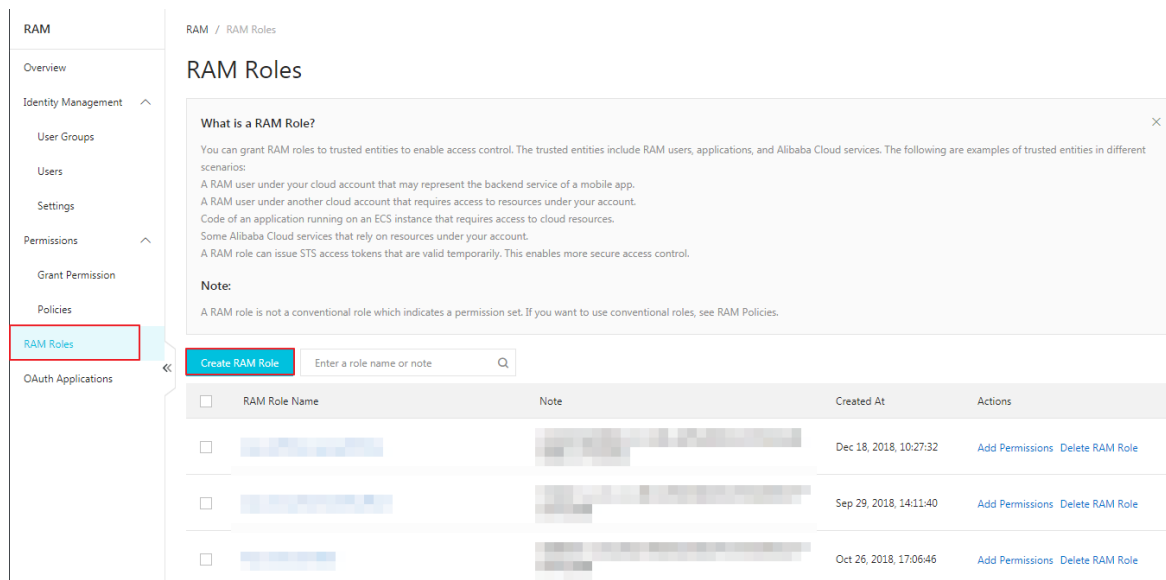 RAM
RAM / RAM Roles
Overview
Identity Management
User Groups
Users
Settings
Permissions
Grant Permission
Policies
RAM Roles
OAuth Applications
RAM Roles
What is a RAM Role?
You can grant RAM roles to trusted entities to enable access control. The trusted entities include RAM users, applications, and Alibaba Cloud services. The following are examples of trusted entities in different
scenarios:
A RAM user under your cloud account that may represent the backend service of a mobile app.
A RAM user under another cloud account that requires access to resources under your account.
Code of an application running on an ECS instance that requires access to cloud resources.
Some Alibaba Cloud services that rely on resources under your account.
A RAM role can issue STS access tokens that are valid temporarily. This enables more secure access control.
Note:
A RAM role is not a conventional role which indicates a permission set. If you want to use conventional roles, see RAM Policies.
Create RAM Role Enter a role name or note
RAM Role Name Note Created At Actions
Dec 18, 2018, 10:27:32 Add Permissions Delete RAM Role
Sep 29, 2018, 14:11:40 Add Permissions Delete RAM Role
Oct 26, 2018, 17:06:46 Add Permissions Delete RAM Role